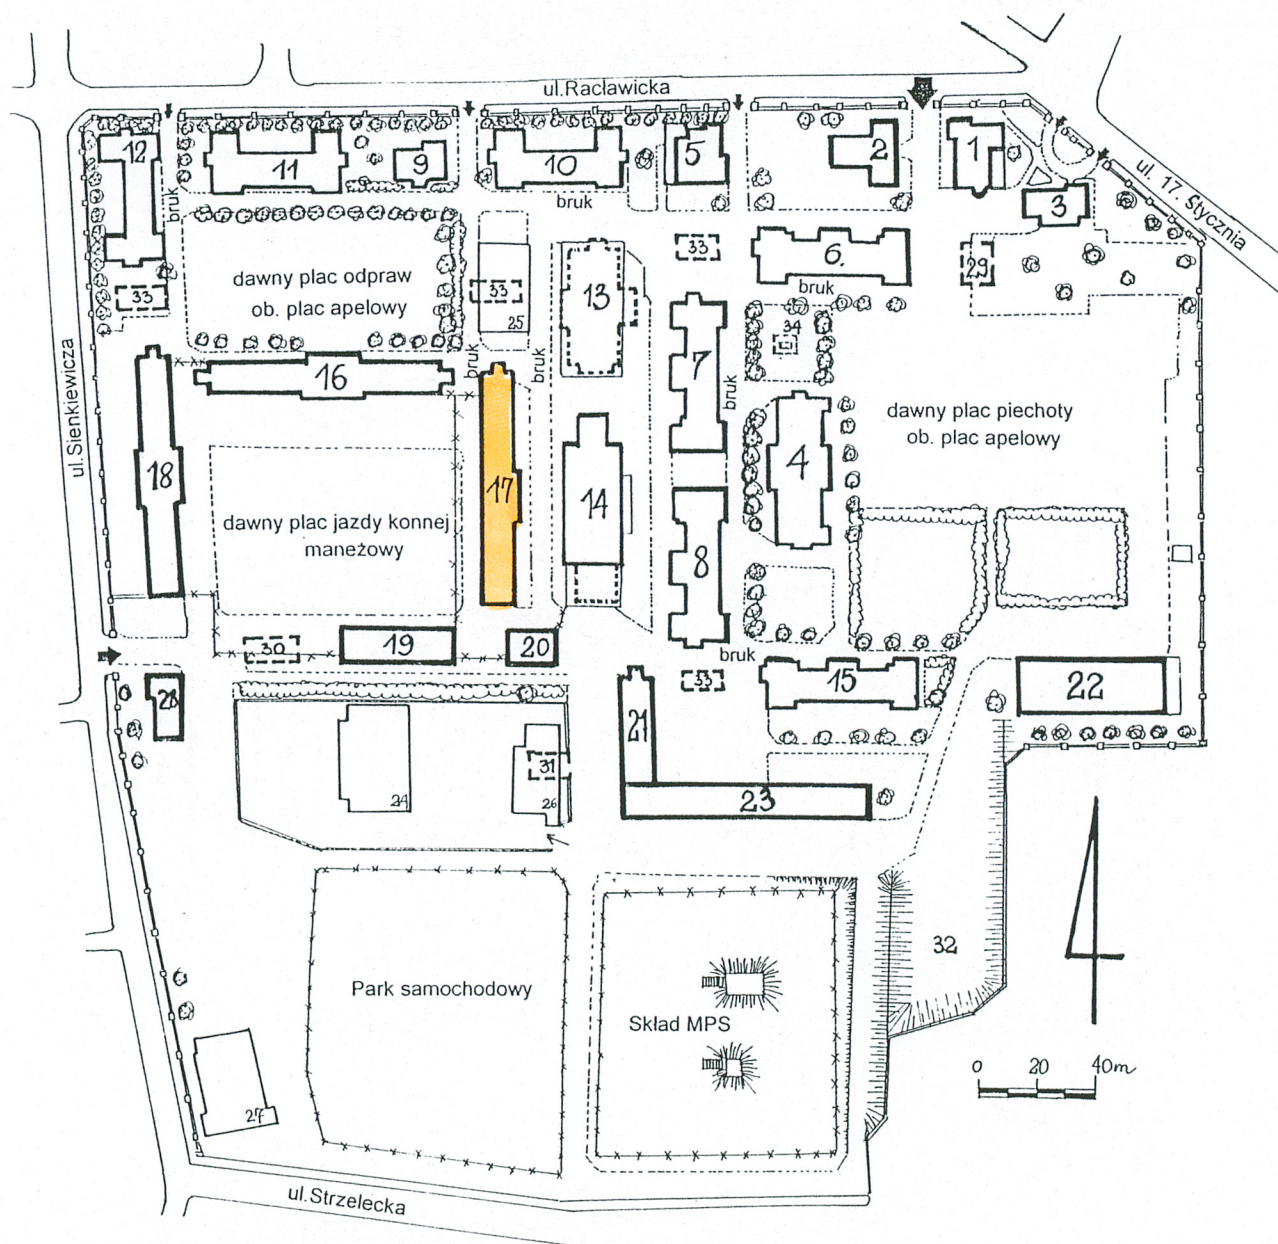 ul.Racławicka
ul. 17 Stycznia
ul.Sienkiewicza
12
11
9
10
5
2
1
3
bruk
bruk
33
dawny plac odpraw
ob. plac apelowy
33
25
13
33
6.
bruk
29
33
34
bruk
bruk
16
7
bruk
dawny plac piechoty
ob. plac apelowy
18
17
14
4
dawny plac jazdy konnej
maneżowy
8
30
19
20
bruk
28
21
33
15
22
24
31
26
23
32
Park samochodowy
Skład MPS
0 20 40m
27
ul.Strzelecka